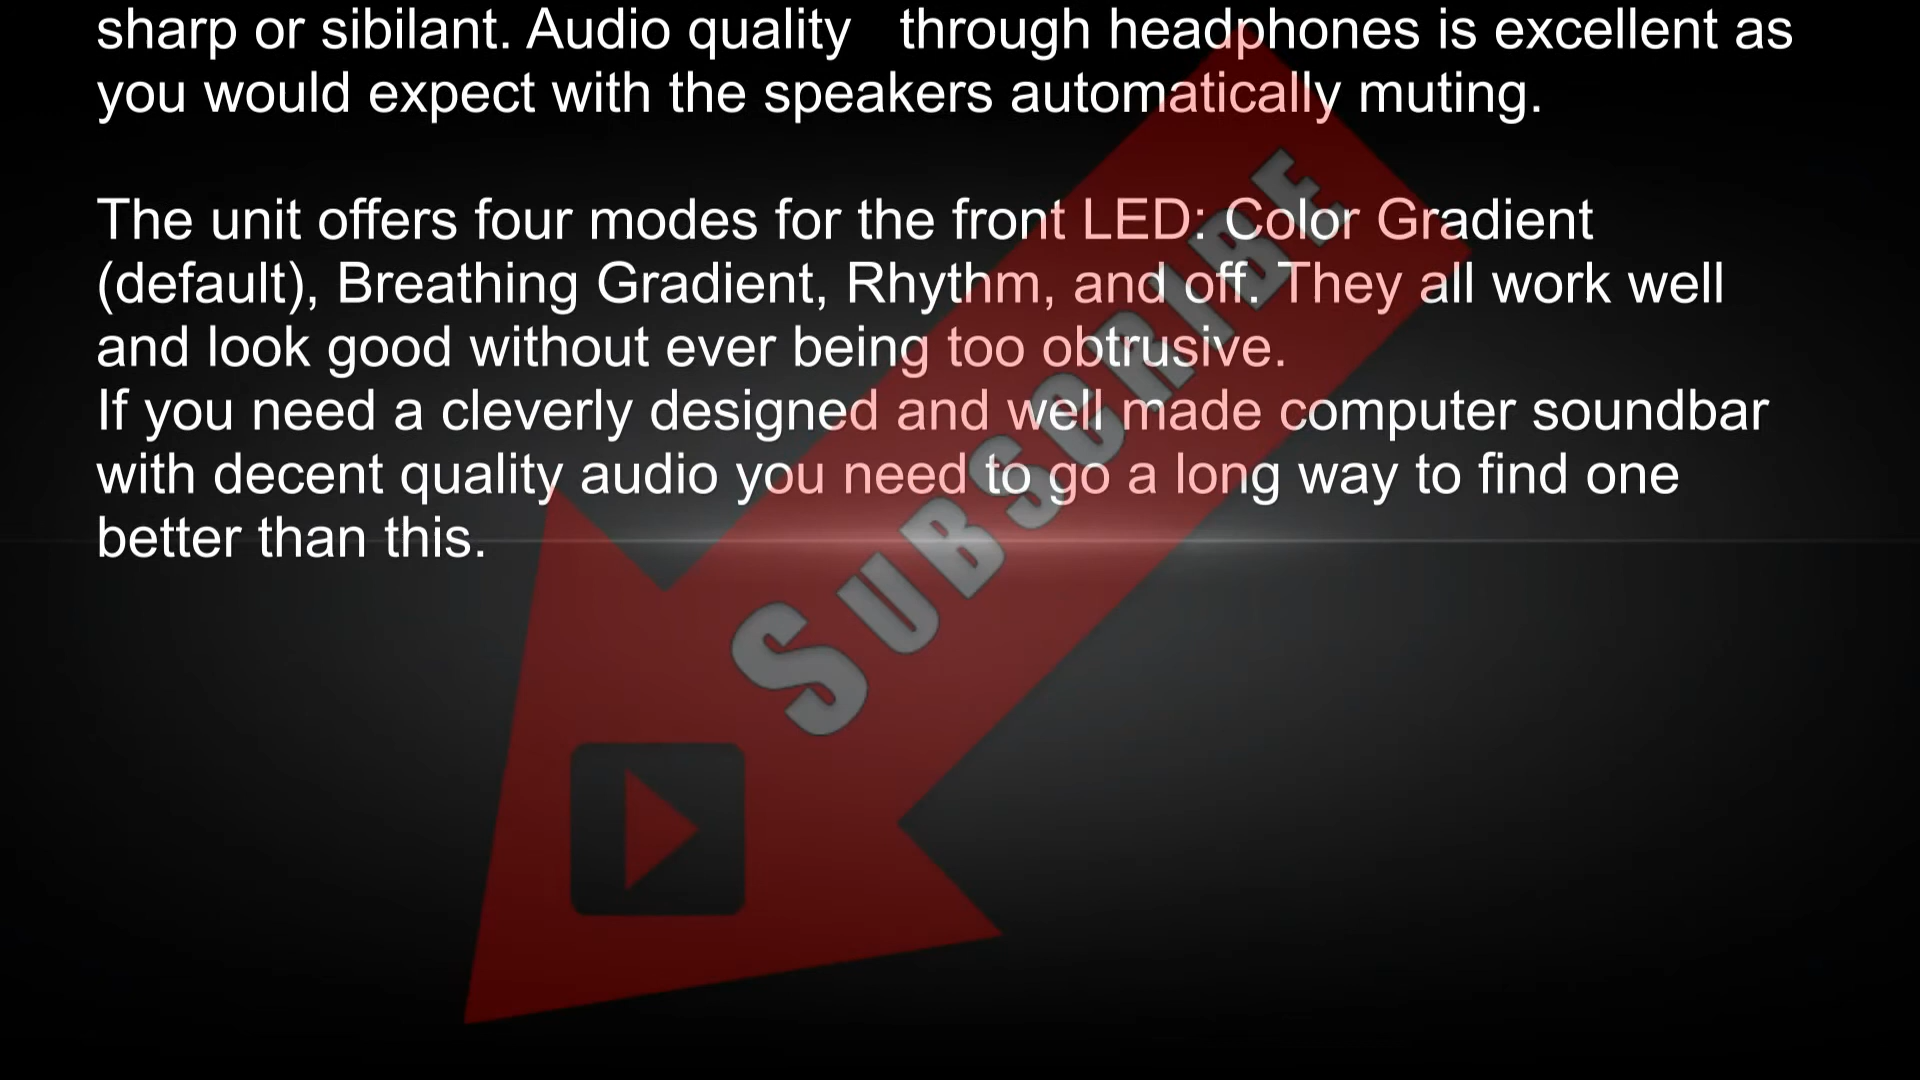 sharp or sibilant. Audio quality   through headphones is excellent as
you would expect with the speakers automatically muting.
The unit offers four modes for the front LED: Color Gradient
(default), Breathing Gradient, Rhythm, and off. They all work well
and look good without ever being too obtrusive.
If you need a cleverly designed and well made computer soundbar
with decent quality audio you need to go a long way to find one
better than this.
SUBSCRIBE